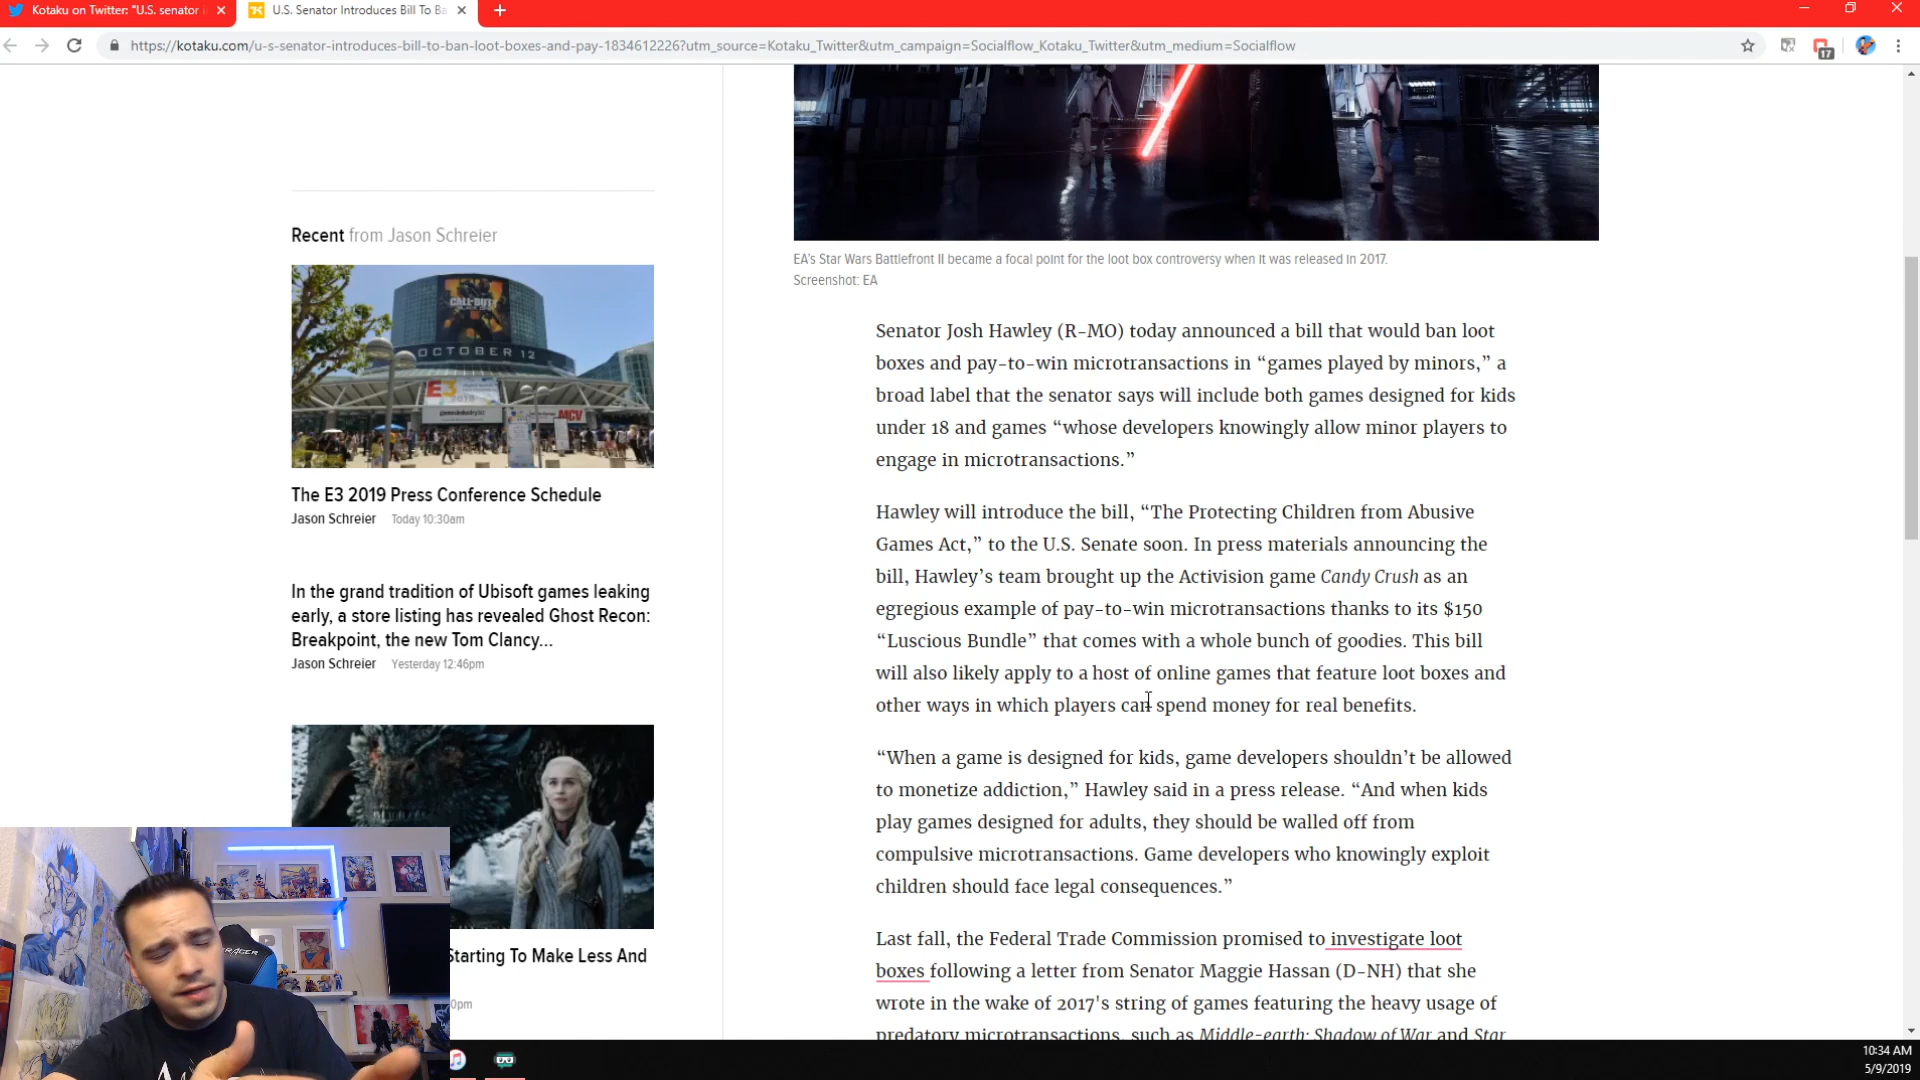 Kotaku on Twitter: "U.S. senator i
U.S. Senator Introduces Bill To Ba
https://kotaku.com/u-s-senator-introduces-bill-to-ban-loot-boxes-and-pay-1834612226?utm_source=Kotaku_Twitter&utm_campaign=Socialflow_Kotaku_Twitter&utm_medium=Socialflow
17
EA's Star Wars Battlefront II became a focal point for the loot box controversy when it was released in 2017.
Screenshot: EA
Recent from Jason Schreier
CALL OF DUTY
OCTOBER 12
E3
MCV
The E3 2019 Press Conference Schedule
Jason Schreier Today 10:30am
In the grand tradition of Ubisoft games leaking
early, a store listing has revealed Ghost Recon:
Breakpoint, the new Tom Clancy...
Jason Schreier Yesterday 12:46pm
Starting To Make Less And
0pm
Senator Josh Hawley (R-MO) today announced a bill that would ban loot
boxes and pay-to-win microtransactions in “games played by minors,” a
broad label that the senator says will include both games designed for kids
under 18 and games “whose developers knowingly allow minor players to
engage in microtransactions.”
Hawley will introduce the bill, “The Protecting Children from Abusive
Games Act,” to the U.S. Senate soon. In press materials announcing the
bill, Hawley’s team brought up the Activision game Candy Crush as an
egregious example of pay-to-win microtransactions thanks to its $150
“Luscious Bundle” that comes with a whole bunch of goodies. This bill
will also likely apply to a host of online games that feature loot boxes and
other ways in which players can spend money for real benefits.
“When a game is designed for kids, game developers shouldn’t be allowed
to monetize addiction,” Hawley said in a press release. “And when kids
play games designed for adults, they should be walled off from
compulsive microtransactions. Game developers who knowingly exploit
children should face legal consequences.”
Last fall, the Federal Trade Commission promised to investigate loot
boxes following a letter from Senator Maggie Hassan (D-NH) that she
wrote in the wake of 2017's string of games featuring the heavy usage of
predatory microtransactions, such as Middle-earth: Shadow of War and Star
10:34 AM
5/9/2019